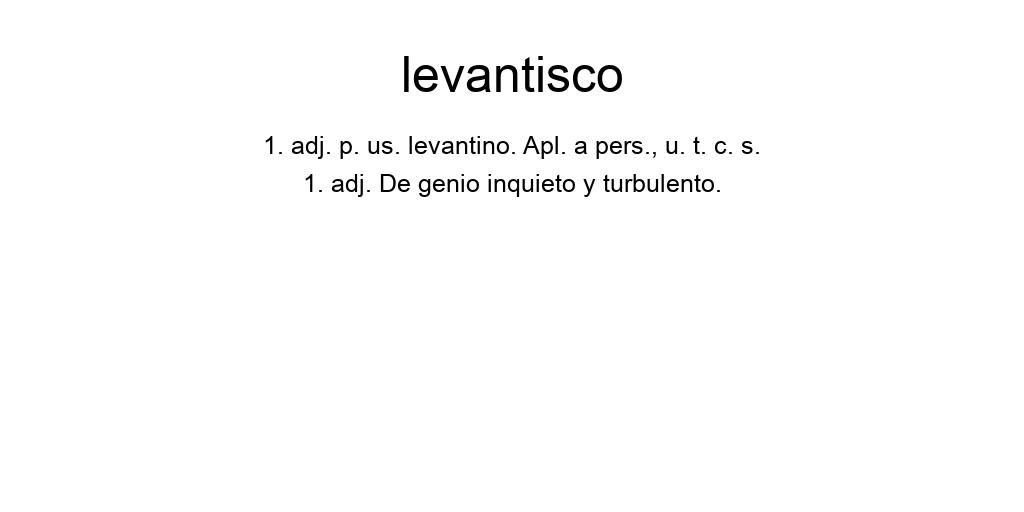 levantisco
1. adj. p. us. levantino. Apl. a pers., u. t. c. s.
1. adj. De genio inquieto y turbulento.